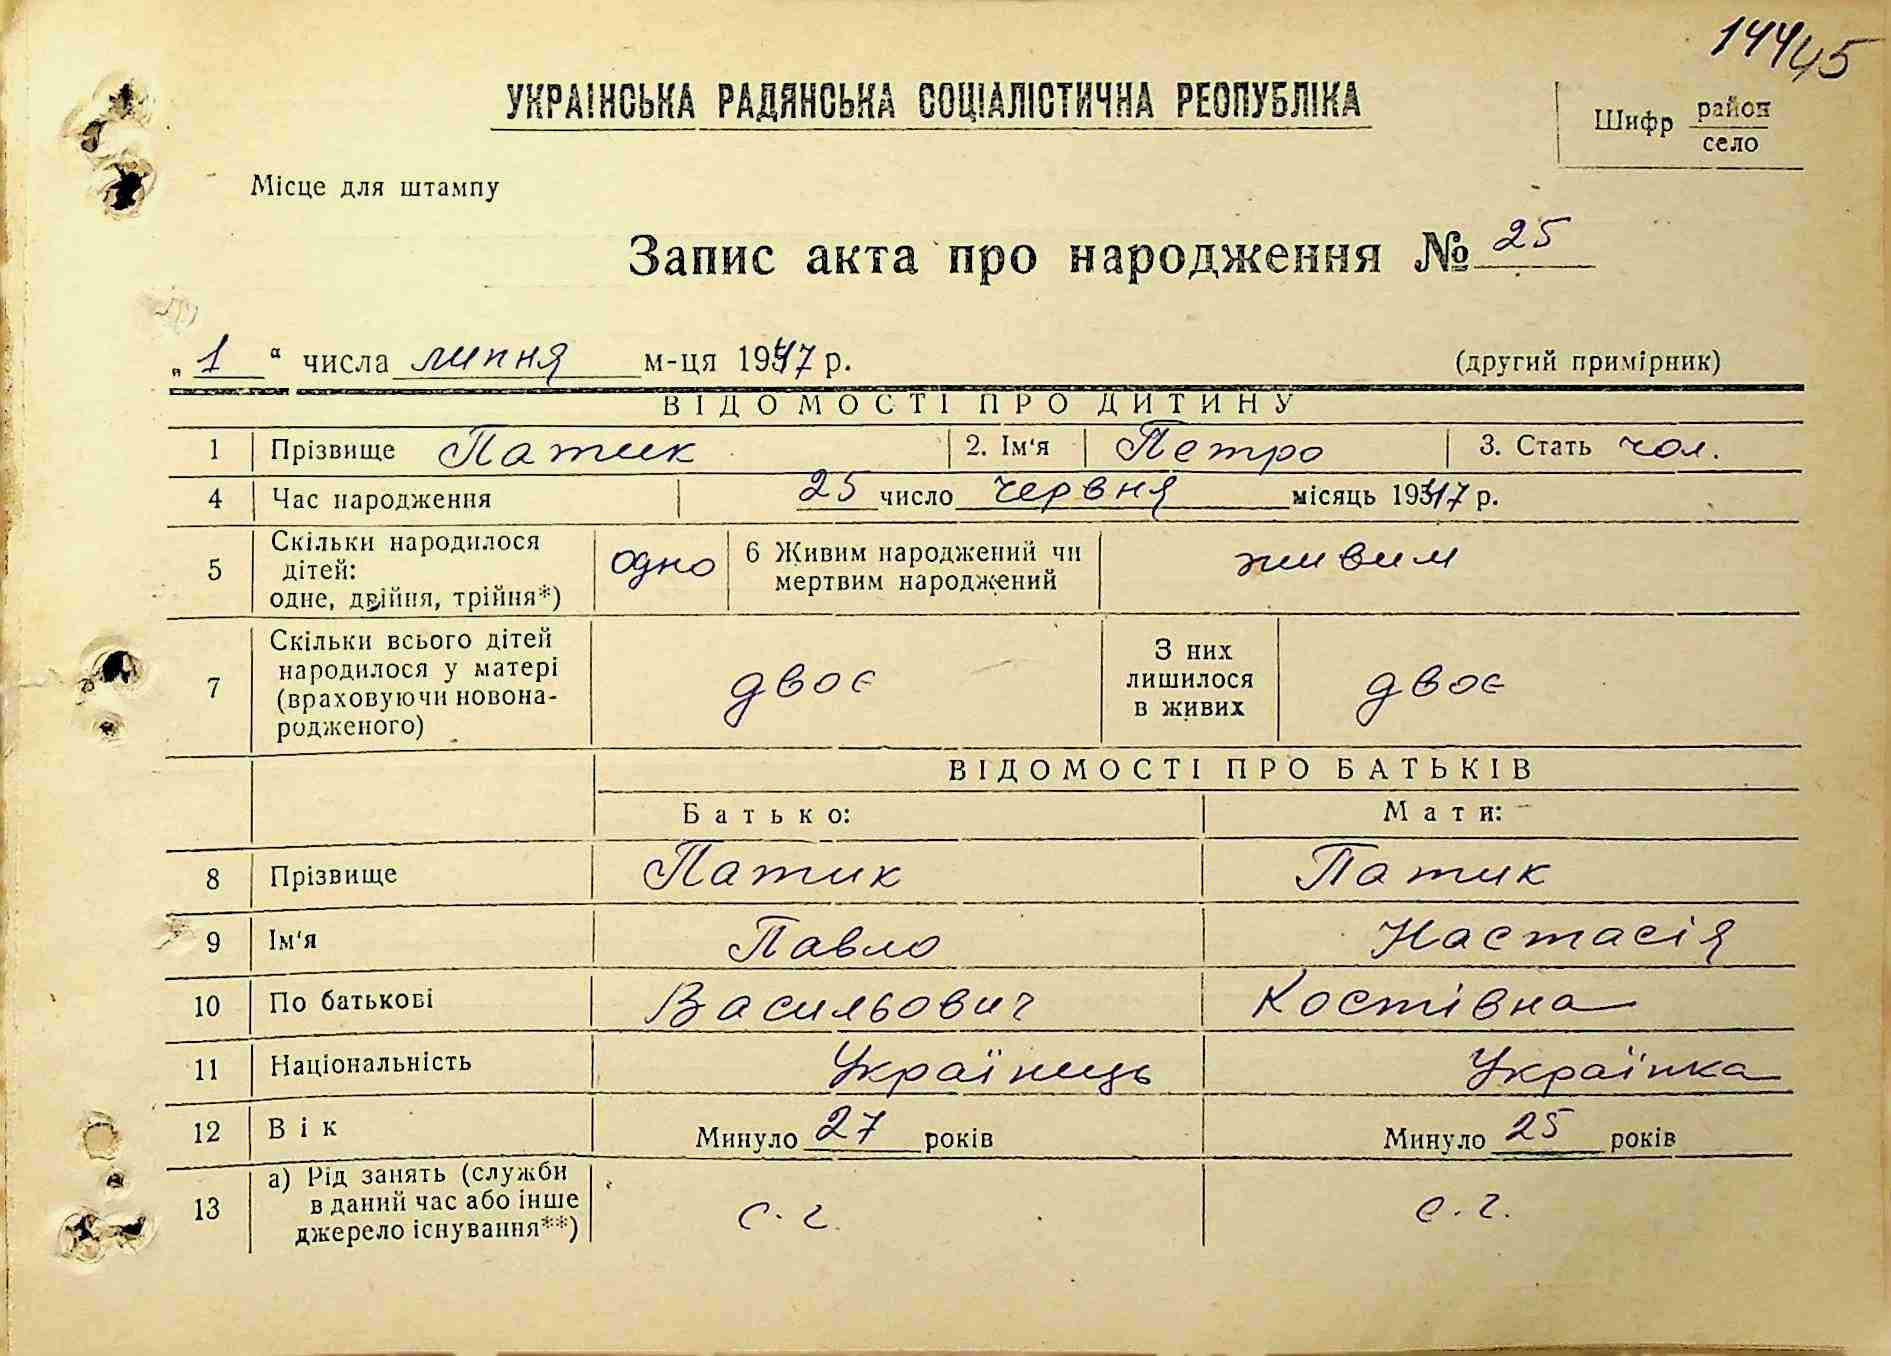 14445
УКРАЇНСЬКА РАДЯНСЬКА СОЦІАЛІСТИЧНА РЕСПУБЛІКА
Шифр район
село
Місце для штампу
Запис акта про народження № 25
„ 1 “ числа липня м-ця 1947 р. (другий примірник)
ВІДОМОСТІ ПРО ДИТИНУ
1 Прізвище Патик 2. Ім'я Петро 3. Стать чол.
4 Час народження 25 число червня місяць 1947 р.
5 Скільки народилося дітей: одне, двійня, трійня*) одно 6 Живим народжений чи мертвим народжений живим
7 Скільки всього дітей народилося у матері (враховуючи новонародженого) двоє З них лишилося в живих двоє
ВІДОМОСТІ ПРО БАТЬКІВ
Батько: Мати:
8 Прізвище Патик Патик
9 Ім'я Павло Настасія
10 По батькові Васильович Костівна
11 Національність Українець Українка
12 Вік Минуло 27 років Минуло 25 років
13 а) Рід занять (служби в даний час або інше джерело існування**) с. г. с. г.